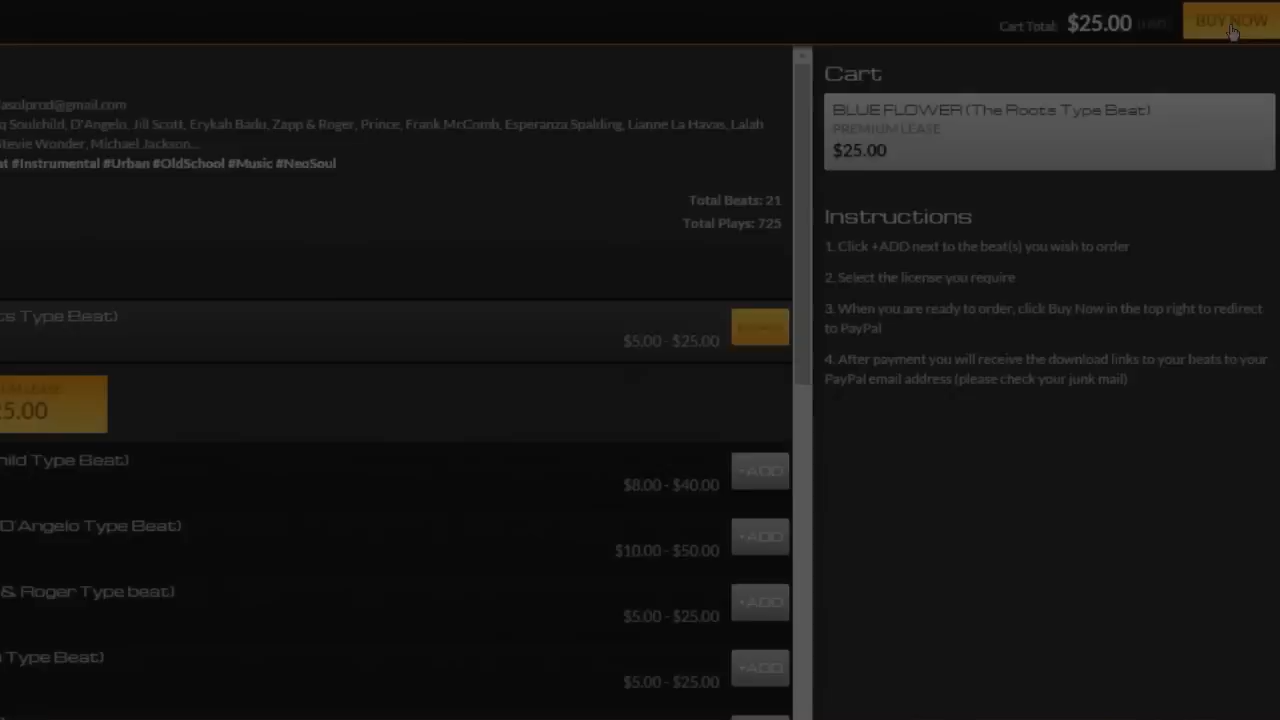 Cart Total: $25.00 (USD) BUY NOW
asolprod@gmail.com
q Soulchild, D'Angelo, Jill Scott, Erykah Badu, Zapp & Roger, Prince, Frank McComb, Esperanza Spalding, Lianne La Havas, Lalah
Stevie Wonder, Michael Jackson...
at #Instrumental #Urban #OldSchool #Music #NeoSoul
Total Beats: 21
Total Plays: 725
ts Type Beat)
$5.00 - $25.00
25.00
hild Type Beat)
$8.00 - $40.00
+ADD
D'Angelo Type Beat)
$10.00 - $50.00
+ADD
& Roger Type beat)
$5.00 - $25.00
+ADD
Type Beat)
$5.00 - $25.00
+ADD
Cart
BLUE FLOWER (The Roots Type Beat)
PREMIUM LEASE
$25.00
Instructions
1. Click +ADD next to the beat(s) you wish to order
2. Select the license you require
3. When you are ready to order, click Buy Now in the top right to redirect
to PayPal
4. After payment you will receive the download links to your beats to your
PayPal email address (please check your junk mail)